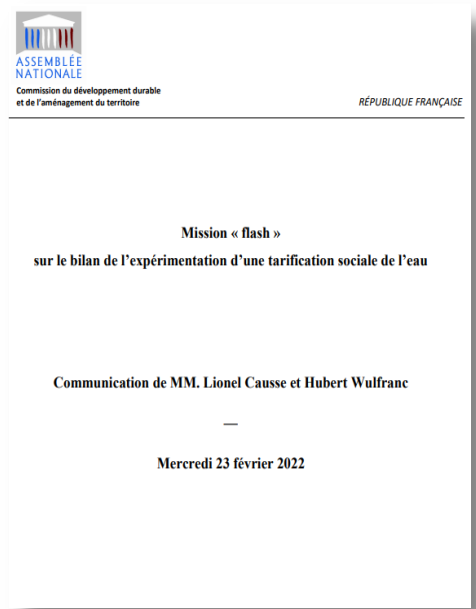 ASSEMBLÉE
NATIONALE
Commission du développement durable
et de l'aménagement du territoire
RÉPUBLIQUE FRANÇAISE
Mission « flash »
sur le bilan de l'expérimentation d'une tarification sociale de l'eau
Communication de MM. Lionel Causse et Hubert Wulfranc
—
Mercredi 23 février 2022